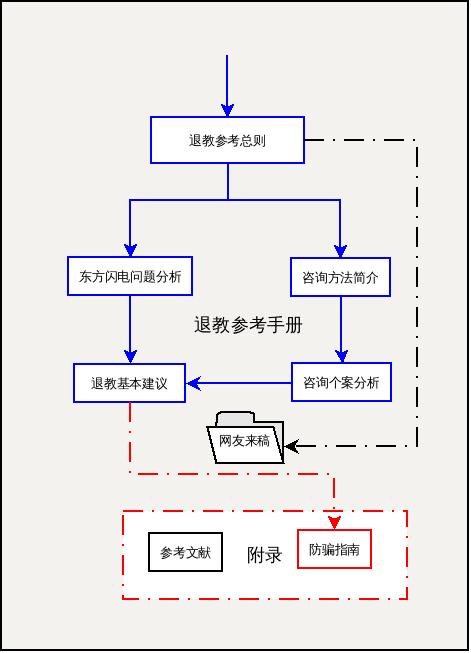 退教参考总则
东方闪电问题分析
咨询方法简介
退教参考手册
退教基本建议
咨询个案分析
网友来稿
参考文献
附录
防骗指南